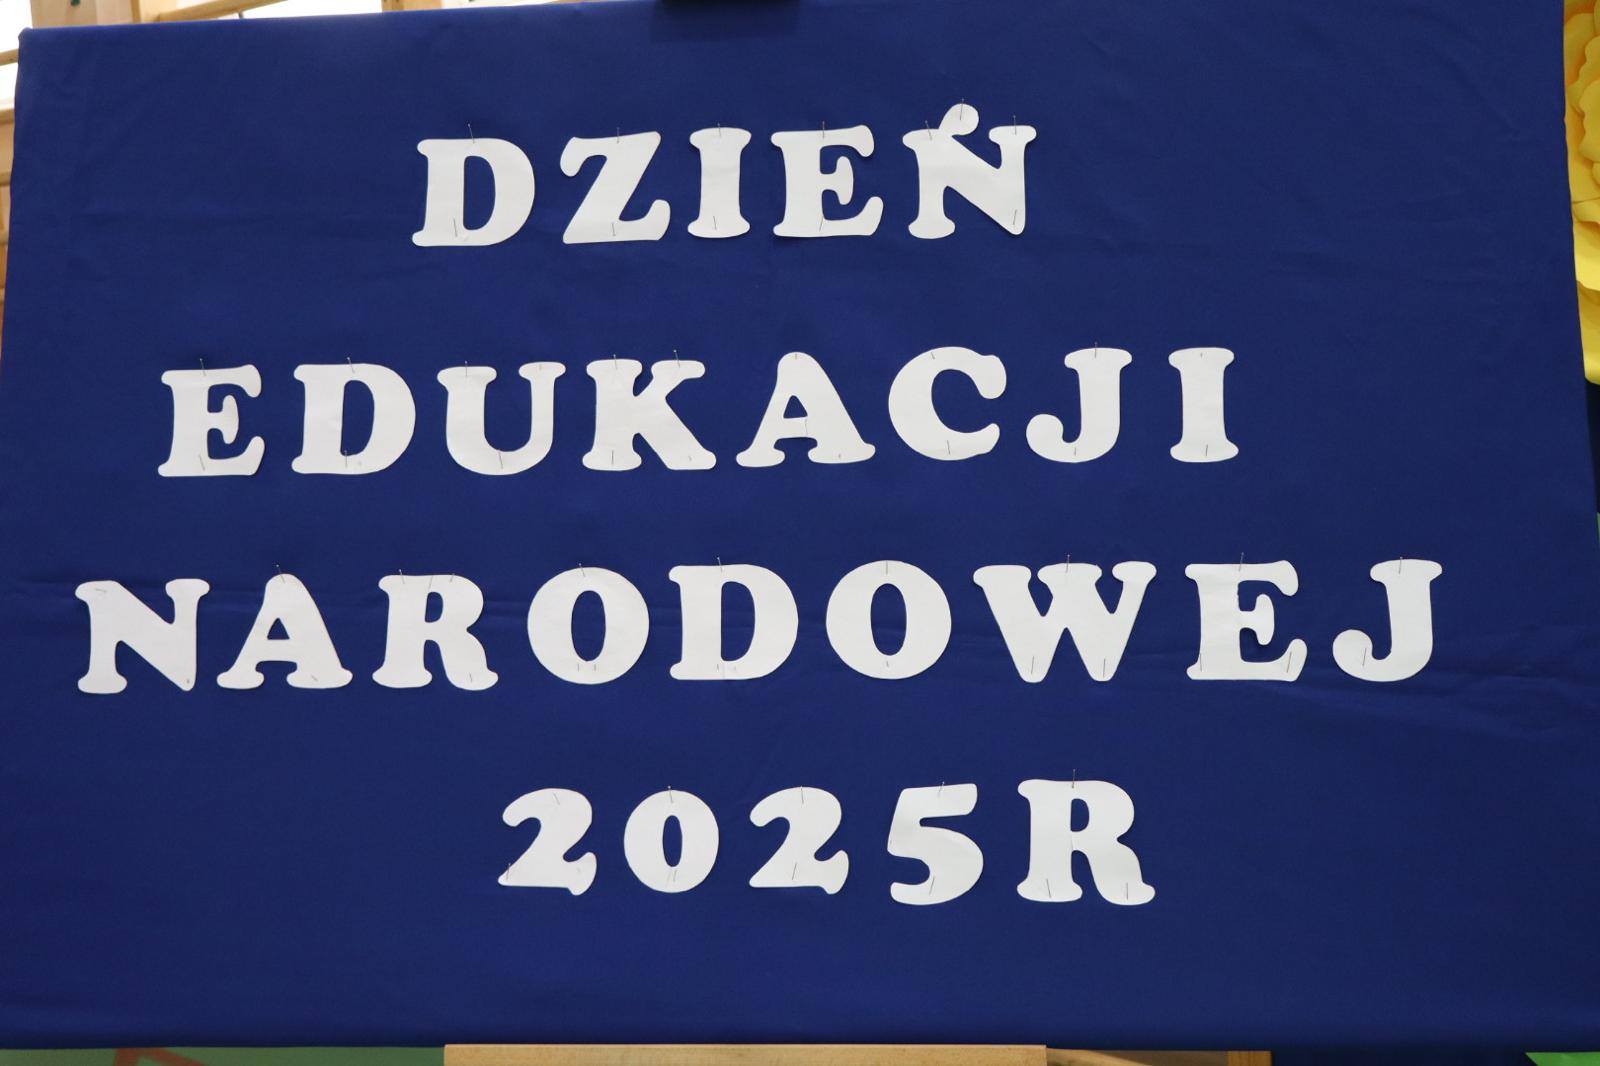 DZIEŃ
EDUKACJI
NARODOWEJ
2025R